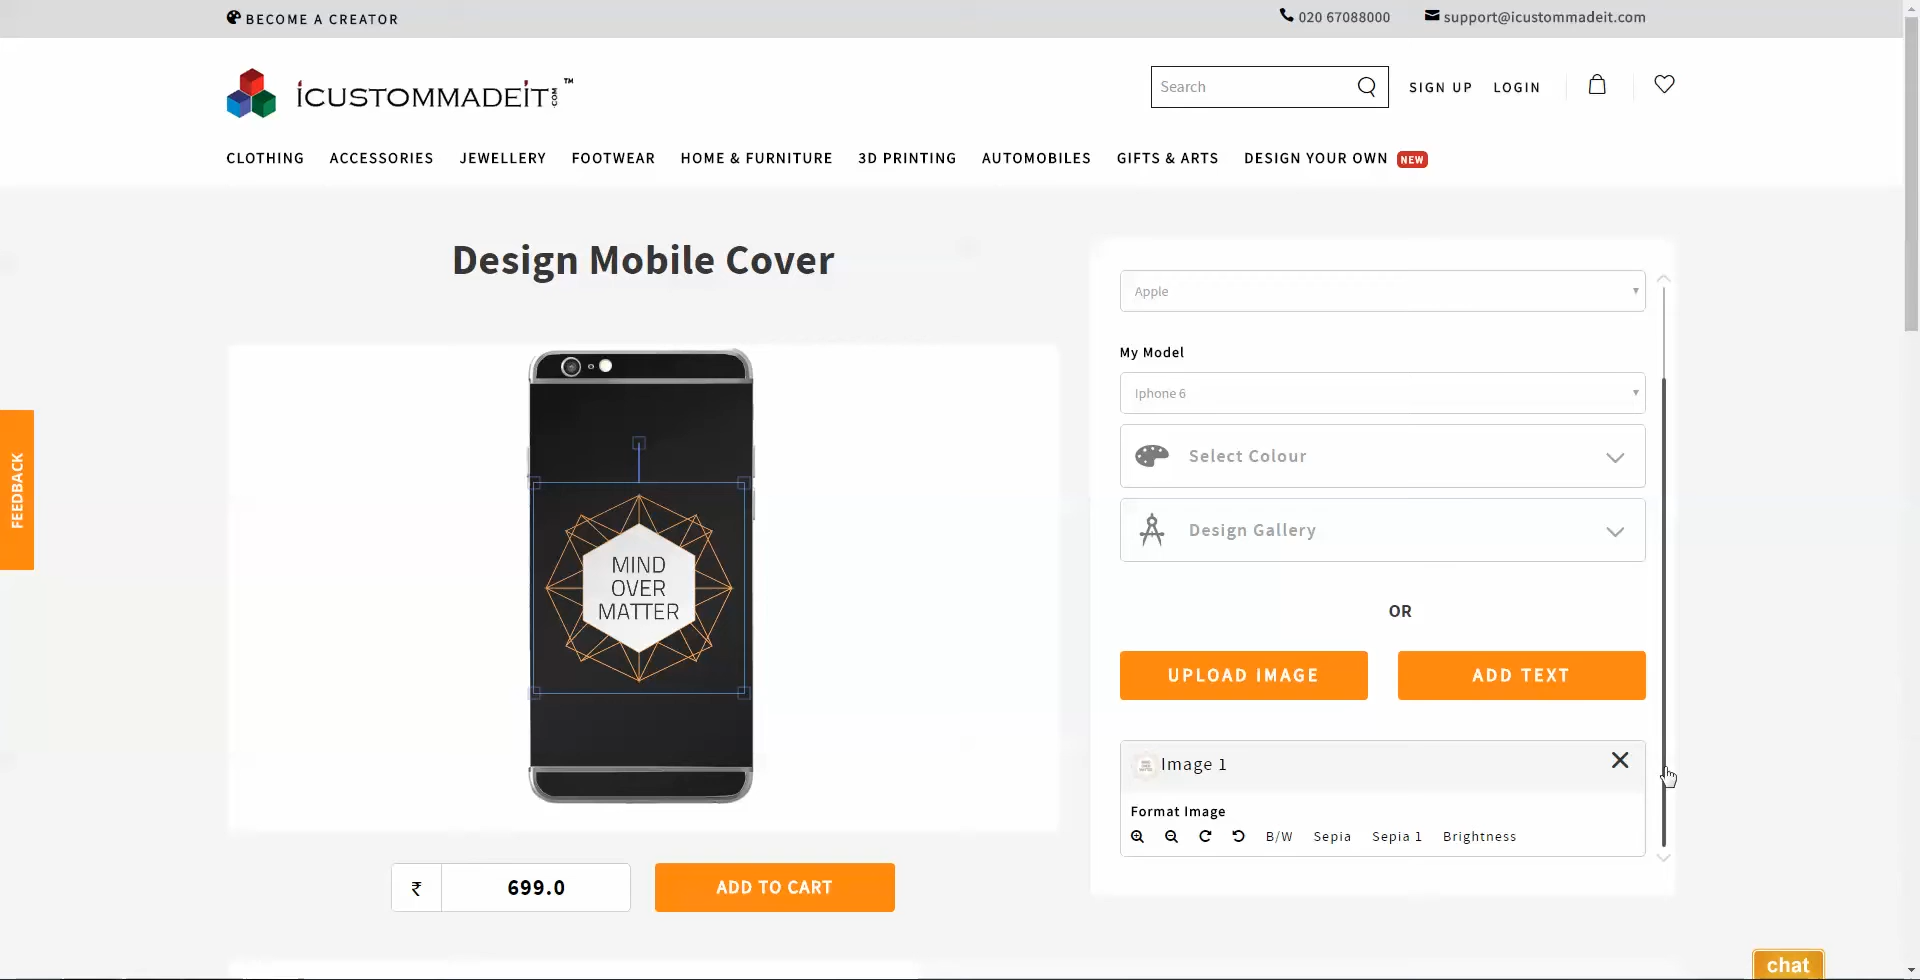 BECOME A CREATOR
020 67088000
support@icustommadeit.com
iCUSTOMMADEiT.COM ™
Search
SIGN UP
LOGIN
CLOTHING ACCESSORIES JEWELLERY FOOTWEAR HOME & FURNITURE 3D PRINTING AUTOMOBILES GIFTS & ARTS DESIGN YOUR OWN NEW
Design Mobile Cover
Apple
My Model
Iphone 6
Select Colour
Design Gallery
FEEDBACK
MIND
OVER
MATTER
OR
UPLOAD IMAGE
ADD TEXT
Image 1
Format Image
B/W Sepia Sepia 1 Brightness
₹ 699.0
ADD TO CART
chat